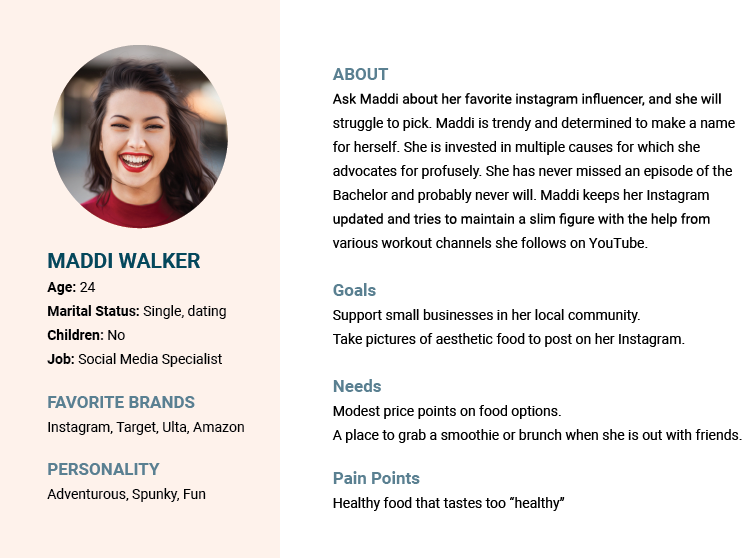 MADDI WALKER
Age: 24
Marital Status: Single, dating
Children: No
Job: Social Media Specialist
FAVORITE BRANDS
Instagram, Target, Ulta, Amazon
PERSONALITY
Adventurous, Spunky, Fun
ABOUT
Ask Maddi about her favorite instagram influencer, and she will
struggle to pick. Maddi is trendy and determined to make a name
for herself. She is invested in multiple causes for which she
advocates for profusely. She has never missed an episode of the
Bachelor and probably never will. Maddi keeps her Instagram
updated and tries to maintain a slim figure with the help from
various workout channels she follows on YouTube.
Goals
Support small businesses in her local community.
Take pictures of aesthetic food to post on her Instagram.
Needs
Modest price points on food options.
A place to grab a smoothie or brunch when she is out with friends.
Pain Points
Healthy food that tastes too “healthy”